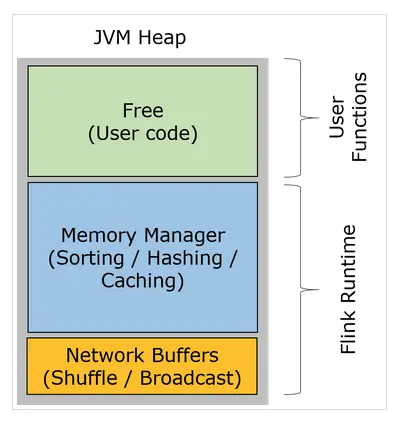 JVM Heap
Free
(User code)
User
Functions
Memory Manager
(Sorting / Hashing /
Caching)
Flink Runtime
Network Buffers
(Shuffle / Broadcast)